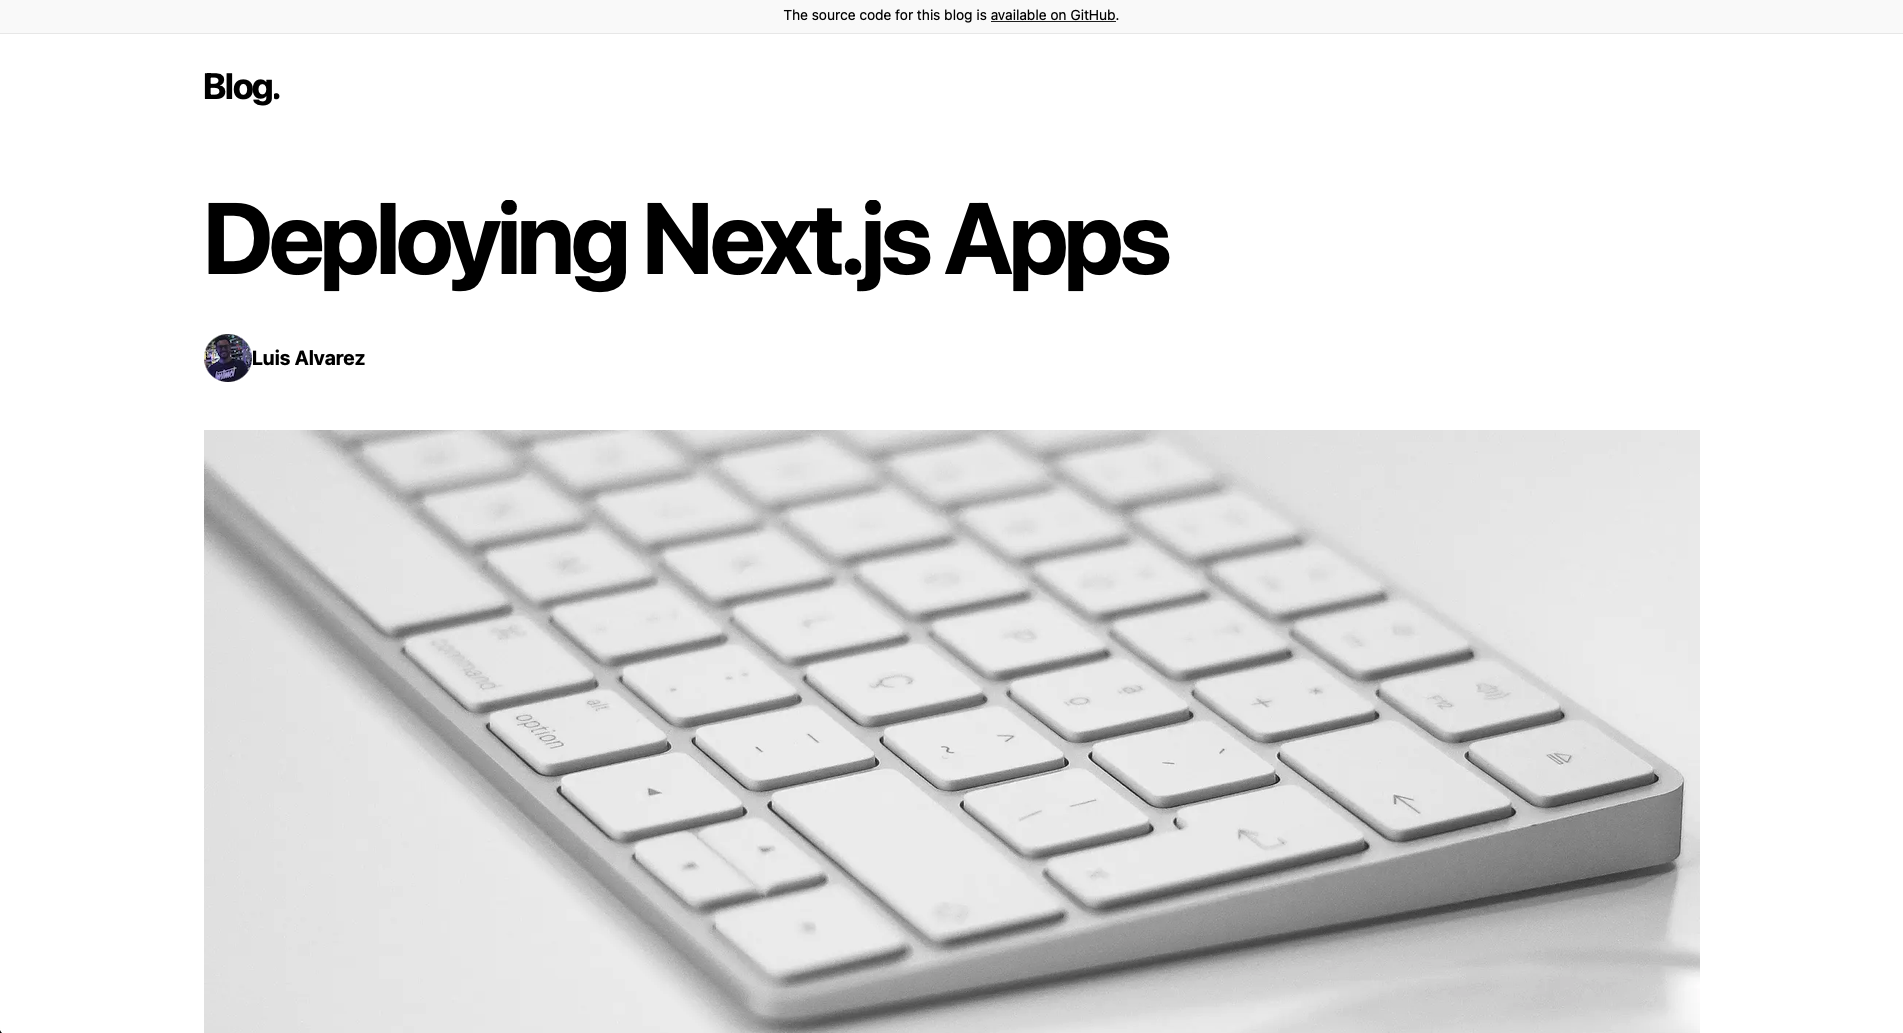 The source code for this blog is available on GitHub.
Blog.
Deploying Next.js Apps
Luis Alvarez
command
alt
option
Ç
P
º ª
+ *
F12
- _
~ ^